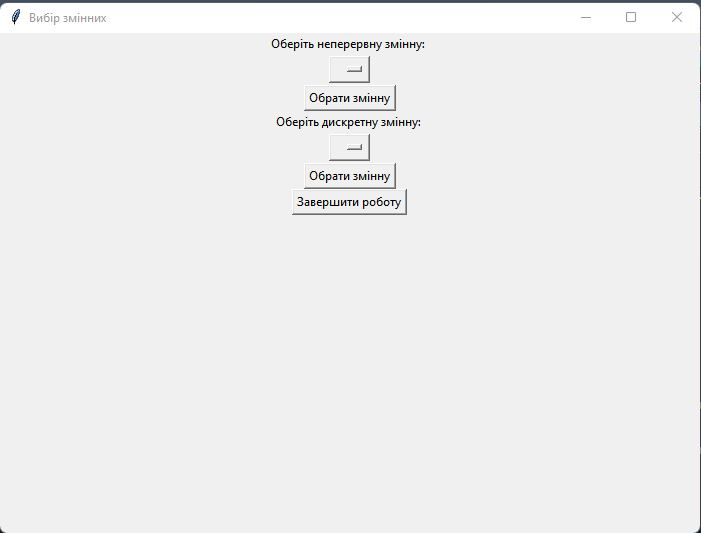 Вибір змінних
Оберіть неперервну змінну:
Обрати змінну
Оберіть дискретну змінну:
Обрати змінну
Завершити роботу